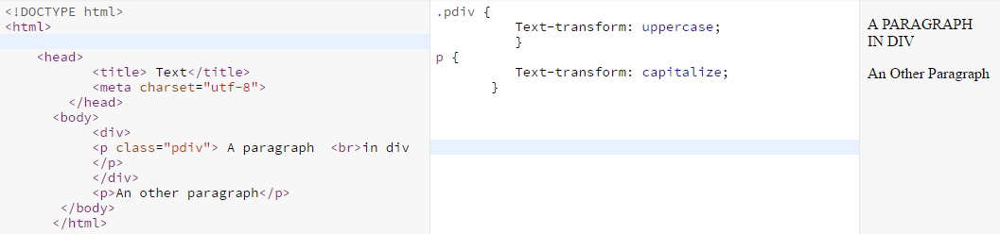 <!DOCTYPE html>
<html>
<head>
<title> Text</title>
<meta charset="utf-8">
</head>
<body>
<div>
<p class="pdiv"> A paragraph  <br>in div
</p>
</div>
<p>An other paragraph</p>
</body>
</html>
.pdiv {
Text-transform: uppercase;
}
p {
Text-transform: capitalize;
}
A PARAGRAPH
IN DIV
An Other Paragraph